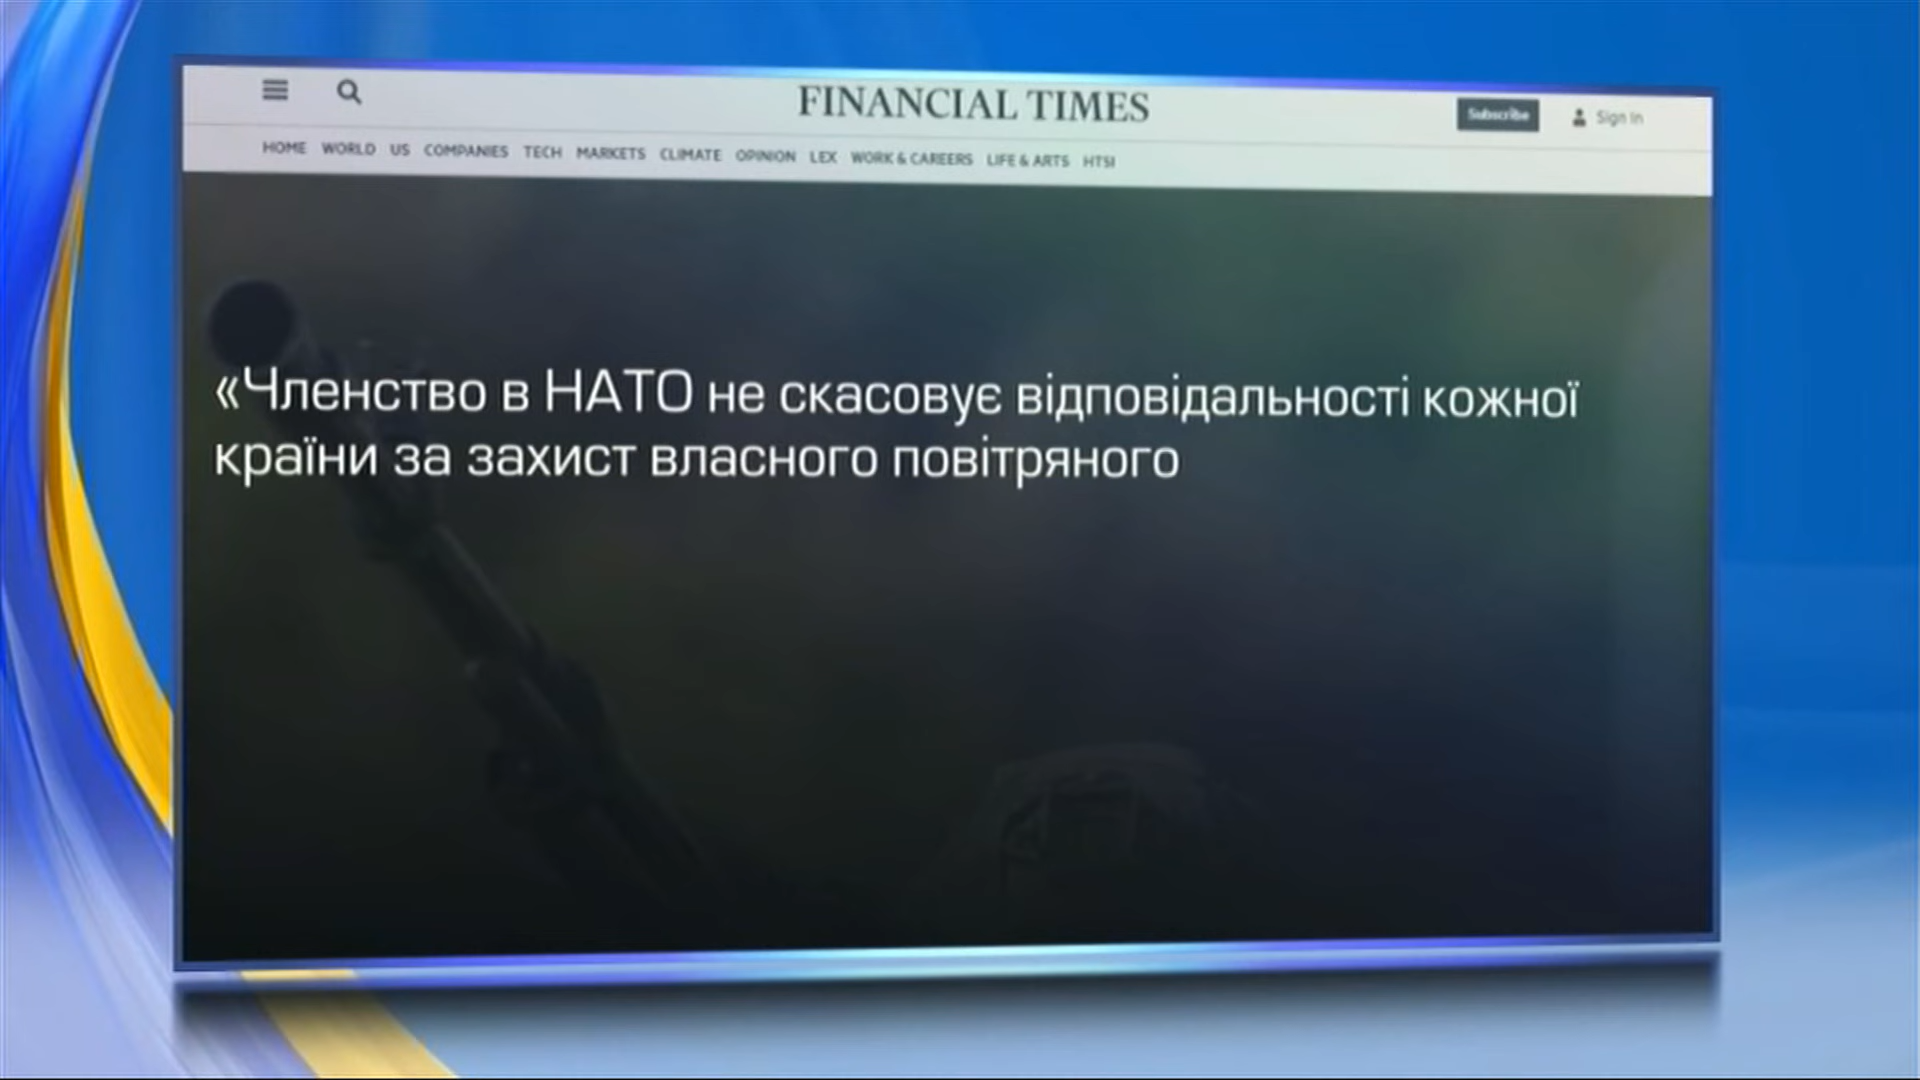 FINANCIAL TIMES
Subscribe
Sign In
HOME WORLD US COMPANIES TECH MARKETS CLIMATE OPINION LEX WORK & CAREERS LIFE & ARTS HTSI
«Членство в НАТО не скасовує відповідальності кожної
країни за захист власного повітряного